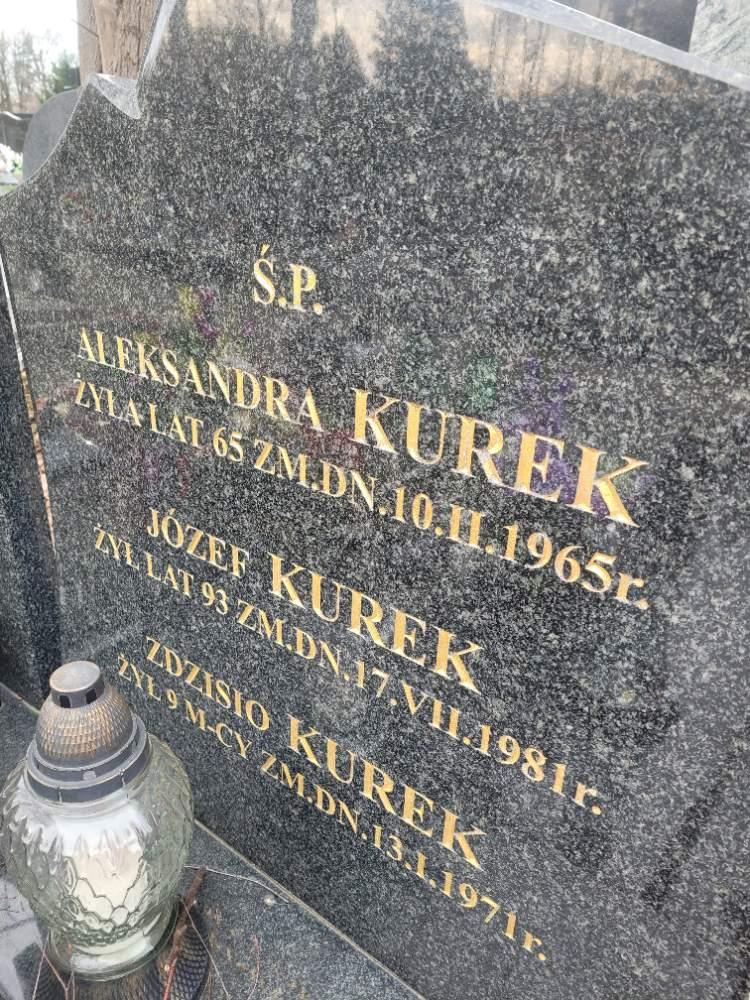 Ś.P.
ALEKSANDRA KUREK
ŻYŁA LAT 65 ZM.DN.10.II.1965r.
JÓZEF KUREK
ŻYŁ LAT 93 ZM.DN.17.VII.1981r.
ZDZISIO KUREK
ŻYŁ 9 M-CY ZM.DN.13.I.1971r.